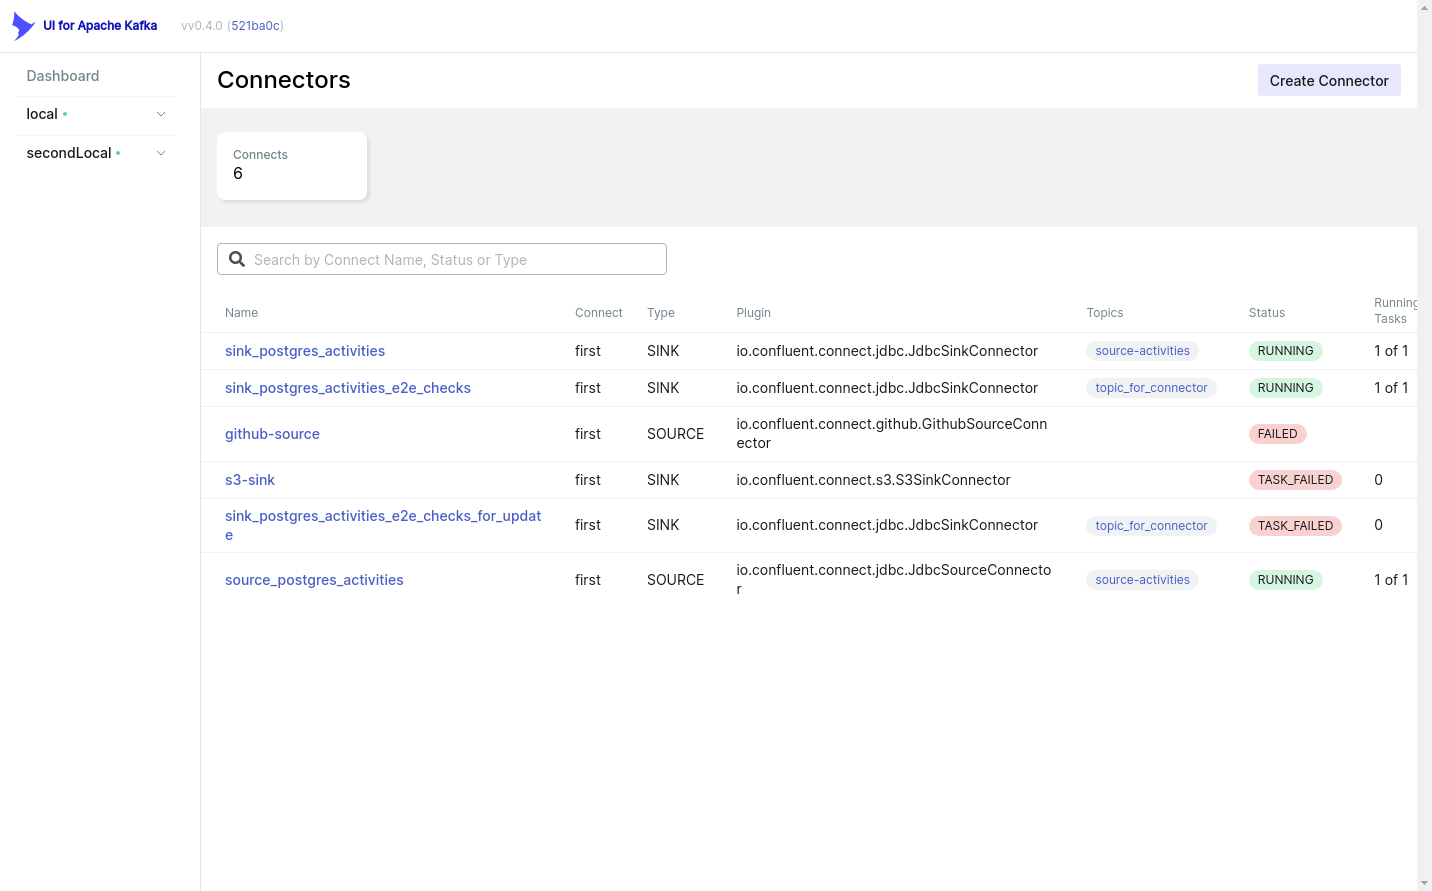 UI for Apache Kafka vv0.4.0 (521ba0c)
Dashboard
local
secondLocal
Connectors
Create Connector
Connects
6
Search by Connect Name, Status or Type
Name Connect Type Plugin Topics Status Running
Tasks
sink_postgres_activities first SINK io.confluent.connect.jdbc.JdbcSinkConnector source-activities RUNNING 1 of 1
sink_postgres_activities_e2e_checks first SINK io.confluent.connect.jdbc.JdbcSinkConnector topic_for_connector RUNNING 1 of 1
github-source first SOURCE io.confluent.connect.github.GithubSourceConn
ector FAILED
s3-sink first SINK io.confluent.connect.s3.S3SinkConnector TASK_FAILED 0
sink_postgres_activities_e2e_checks_for_updat
e first SINK io.confluent.connect.jdbc.JdbcSinkConnector topic_for_connector TASK_FAILED 0
source_postgres_activities first SOURCE io.confluent.connect.jdbc.JdbcSourceConnecto
r source-activities RUNNING 1 of 1